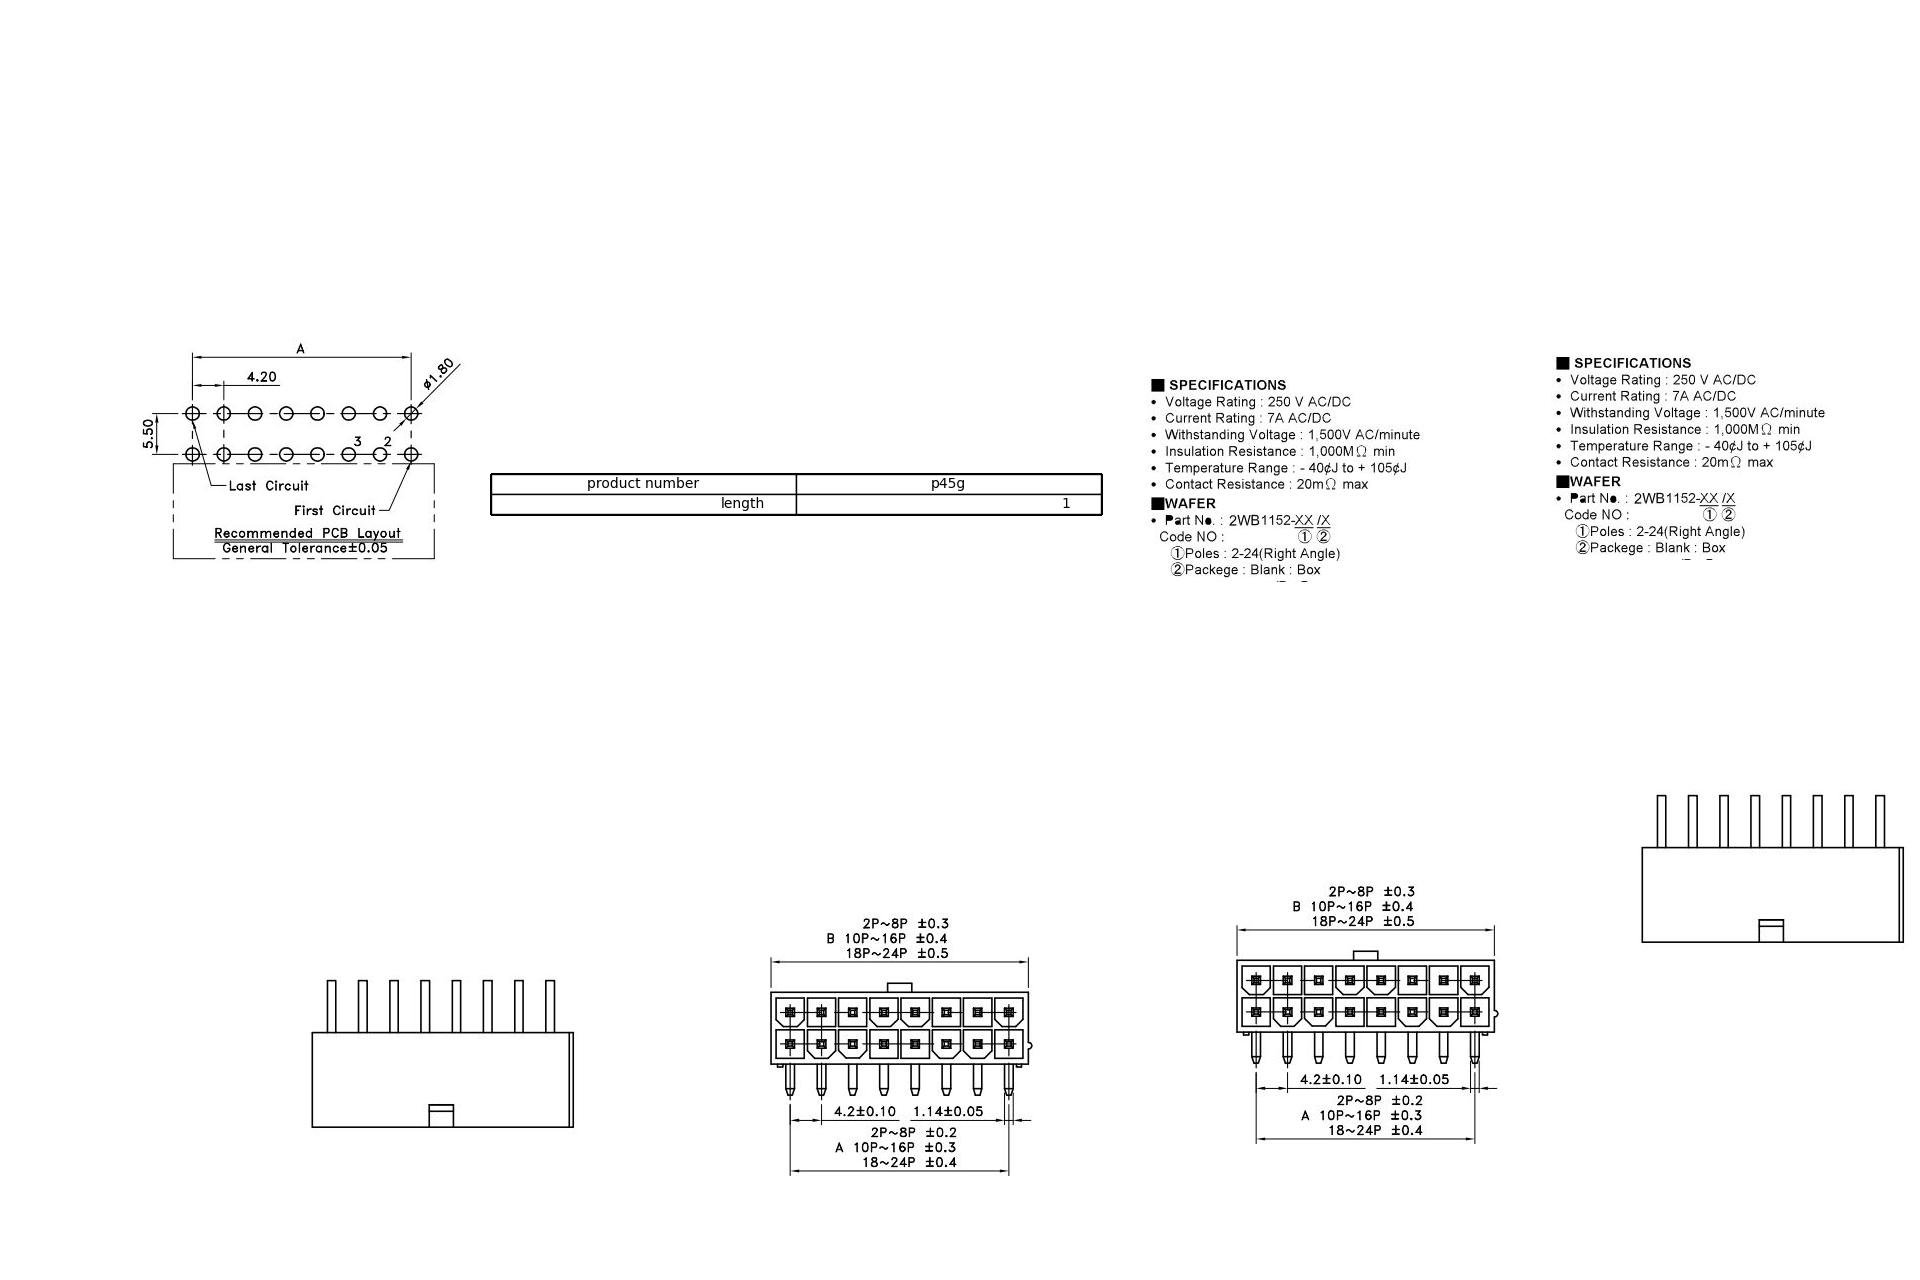 A
4.20
ø1.80
5.50
3 2
Last Circuit
First Circuit
Recommended PCB Layout
General Tolerance±0.05
product number p45g
length 1
■ SPECIFICATIONS
• Voltage Rating : 250 V AC/DC
• Current Rating : 7A AC/DC
• Withstanding Voltage : 1,500V AC/minute
• Insulation Resistance : 1,000MΩ min
• Temperature Range : - 40¢J to + 105¢J
• Contact Resistance : 20mΩ max
■WAFER
• Part No. : 2WB1152-XX /X
Code NO : ① ②
①Poles : 2-24(Right Angle)
②Packege : Blank : Box
■ SPECIFICATIONS
• Voltage Rating : 250 V AC/DC
• Current Rating : 7A AC/DC
• Withstanding Voltage : 1,500V AC/minute
• Insulation Resistance : 1,000MΩ min
• Temperature Range : - 40¢J to + 105¢J
• Contact Resistance : 20mΩ max
■WAFER
• Part No. : 2WB1152-XX /X
Code NO : ① ②
①Poles : 2-24(Right Angle)
②Packege : Blank : Box
2P~8P ±0.3
B 10P~16P ±0.4
18P~24P ±0.5
4.2±0.10 1.14±0.05
2P~8P ±0.2
A 10P~16P ±0.3
18~24P ±0.4
2P~8P ±0.3
B 10P~16P ±0.4
18P~24P ±0.5
4.2±0.10 1.14±0.05
2P~8P ±0.2
A 10P~16P ±0.3
18~24P ±0.4